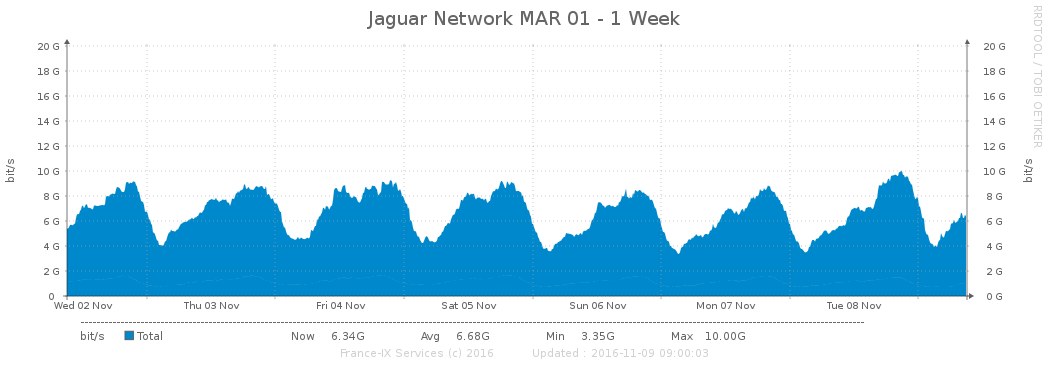 Jaguar Network MAR 01 - 1 Week
RRDTOOL / TOBI OETIKER
bit/s
20 G
18 G
16 G
14 G
12 G
10 G
8 G
6 G
4 G
2 G
0
20 G
18 G
16 G
14 G
12 G
10 G
8 G
6 G
4 G
2 G
0 G
bit/s
Wed 02 Nov Thu 03 Nov Fri 04 Nov Sat 05 Nov Sun 06 Nov Mon 07 Nov Tue 08 Nov
bit/s Total Now 6.34G Avg 6.68G Min 3.35G Max 10.00G
France-IX Services (c) 2016 Updated : 2016-11-09 09:00:03